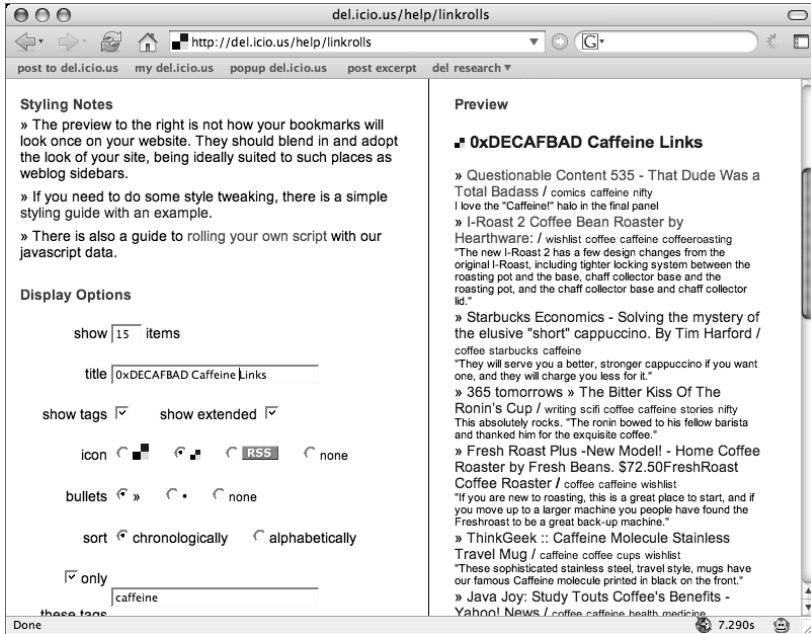 del.icio.us/help/linkrolls
http://del.icio.us/help/linkrolls
G
post to del.icio.us my del.icio.us popup del.icio.us post excerpt del research ▾
Styling Notes
» The preview to the right is not how your bookmarks will
look once on your website. They should blend in and adopt
the look of your site, being ideally suited to such places as
weblog sidebars.
» If you need to do some style tweaking, there is a simple
styling guide with an example.
» There is also a guide to rolling your own script with our
javascript data.
Display Options
show 15 items
title 0xDECAFBAD Caffeine Links
show tags show extended
icon RSS none
bullets » • none
sort chronologically alphabetically
only
caffeine
these tags
Preview
0xDECAFBAD Caffeine Links
» Questionable Content 535 - That Dude Was a
Total Badass / comics caffeine nifty
I love the "Caffeine!" halo in the final panel
» I-Roast 2 Coffee Bean Roaster by
Hearthware: / wishlist coffee caffeine coffeeroasting
"The new I-Roast 2 has a few design changes from the
original I-Roast, including tighter locking system between the
roasting pot and the base, chaff collector base and the
roasting pot, and the chaff collector base and chaff collector
lid."
» Starbucks Economics - Solving the mystery of
the elusive "short" cappuccino. By Tim Harford /
coffee starbucks caffeine
"They will serve you a better, stronger cappuccino if you want
one, and they will charge you less for it."
» 365 tomorrows » The Bitter Kiss Of The
Ronin's Cup / writing scifi coffee caffeine stories nifty
This absolutely rocks. "The ronin bowed to his fellow barista
and thanked him for the exquisite coffee."
» Fresh Roast Plus -New Model! - Home Coffee
Roaster by Fresh Beans. $72.50FreshRoast
Coffee Roaster / coffee caffeine wishlist
"If you are new to roasting, this is a great place to start, and if
you move up to a larger machine you people have found the
Freshroast to be a great back-up machine."
» ThinkGeek :: Caffeine Molecule Stainless
Travel Mug / caffeine coffee cups wishlist
"These sophisticated stainless steel, travel style, mugs have
our famous Caffeine molecule printed in black on the front."
» Java Joy: Study Touts Coffee's Benefits -
Yahoo! News / coffee caffeine health medicine
Done
7.290s